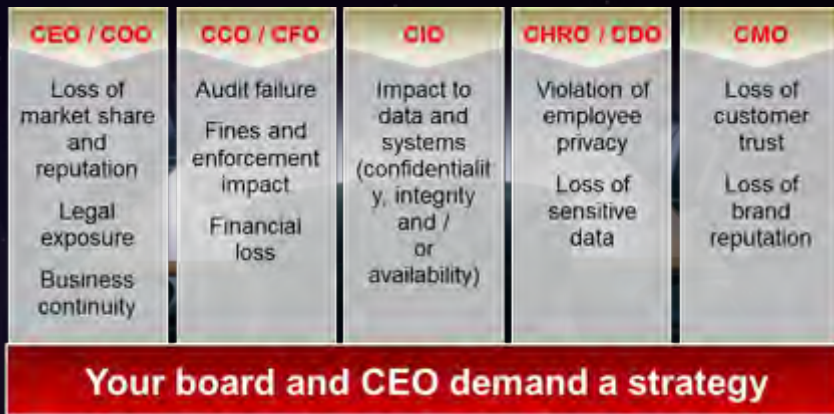 CEO / COO
Loss of
market share
and
reputation
Legal
exposure
Business
continuity
CCO / CFO
Audit failure
Fines and
enforcement
impact
Financial
loss
CIO
Impact to
data and
systems
(confidentialit
y, integrity
and /
or
availability)
CHRO / CDO
Violation of
employee
privacy
Loss of
sensitive
data
CMO
Loss of
customer
trust
Loss of
brand
reputation
Your board and CEO demand a strategy